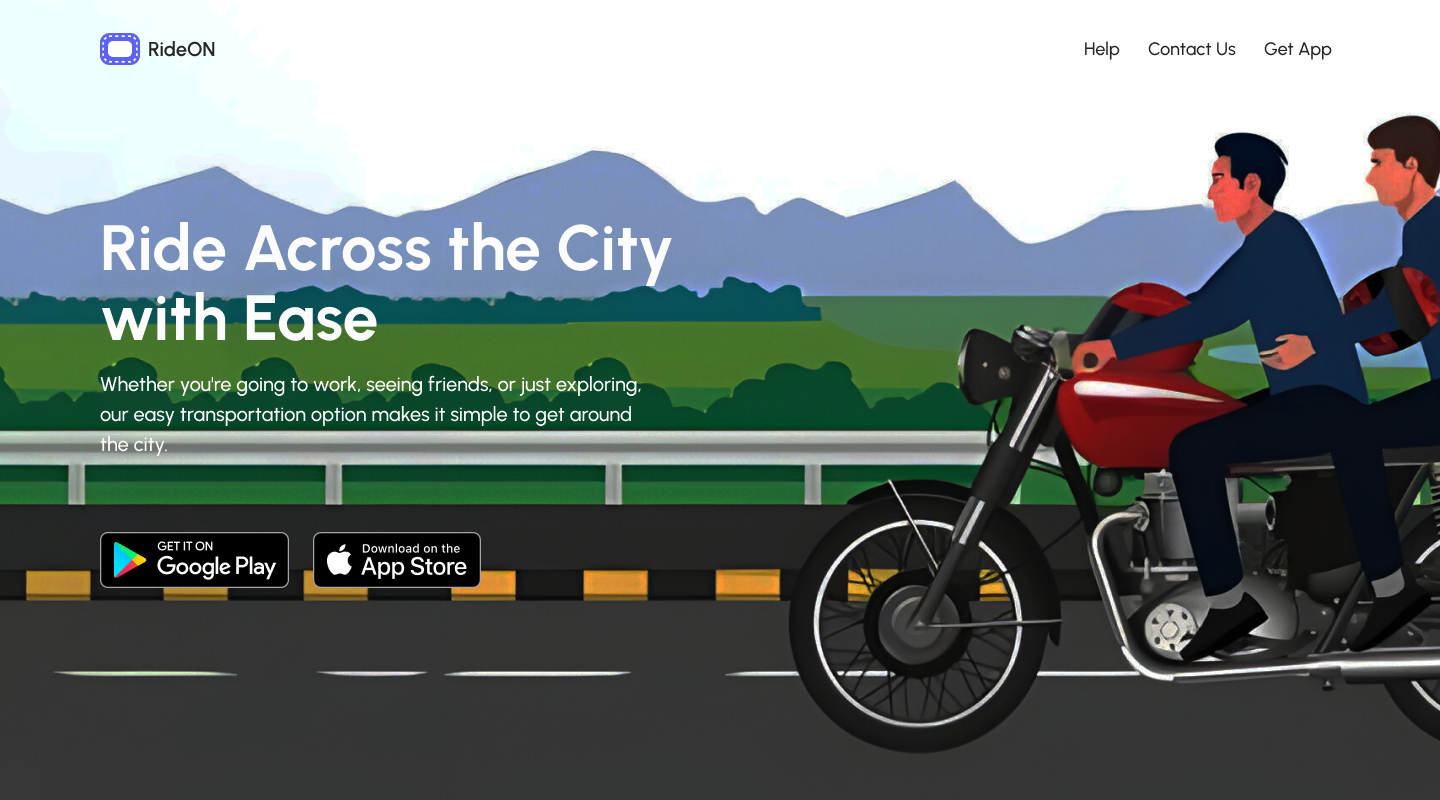 RideON
Help
Contact Us
Get App
Ride Across the City
with Ease
Whether you're going to work, seeing friends, or just exploring,
our easy transportation option makes it simple to get around
the city.
GET IT ON
Google Play
Download on the
App Store